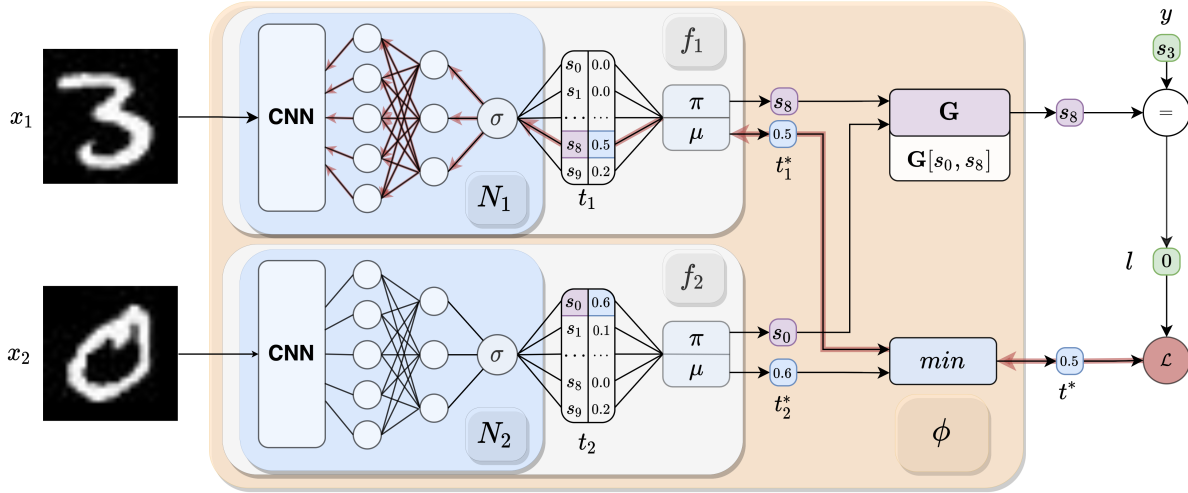 x₁
CNN
N₁
σ
s₀ 0.0
s₁ 0.0
.... ...
s₈ 0.5
s₉ 0.2
t₁
f₁
π
μ
s₈
0.5
t₁*
G
G[s₀, s₈]
s₈
y
s₃
=
l
0
x₂
CNN
N₂
σ
s₀ 0.6
s₁ 0.1
.... ...
s₈ 0.0
s₉ 0.2
t₂
f₂
π
μ
s₀
0.6
t₂*
min
0.5
t*
ℒ
ϕ